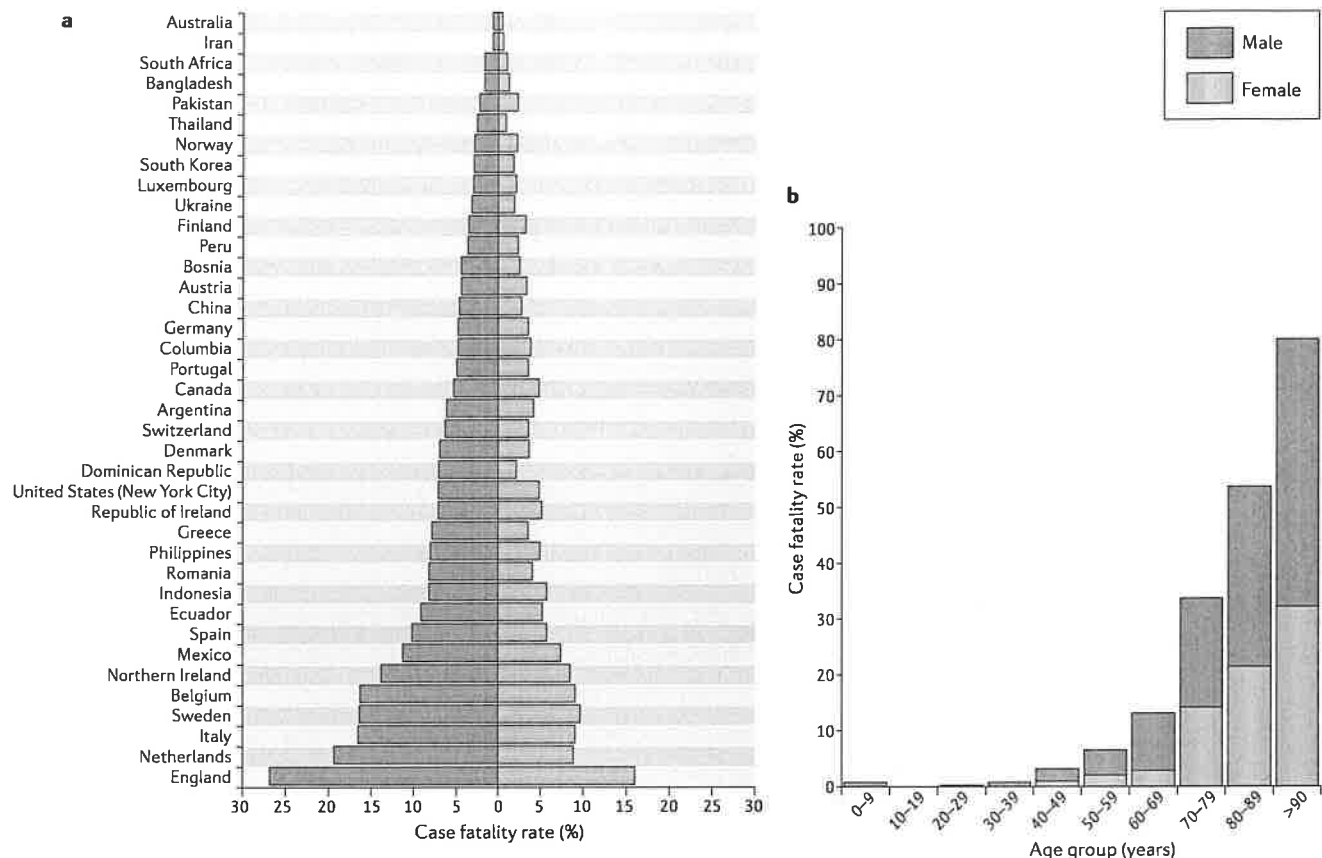 a
Australia
Iran
South Africa
Bangladesh
Pakistan
Thailand
Norway
South Korea
Luxembourg
Ukraine
Finland
Peru
Bosnia
Austria
China
Germany
Columbia
Portugal
Canada
Argentina
Switzerland
Denmark
Dominican Republic
United States (New York City)
Republic of Ireland
Greece
Philippines
Romania
Indonesia
Ecuador
Spain
Mexico
Northern Ireland
Belgium
Sweden
Italy
Netherlands
England
30 25 20 15 10 5 0 5 10 15 20 25 30
Case fatality rate (%)
Male
Female
b
100
90
80
70
60
50
40
30
20
10
0
Case fatality rate (%)
0–9 10–19 20–29 30–39 40–49 50–59 60–69 70–79 80–89 >90
Age group (years)